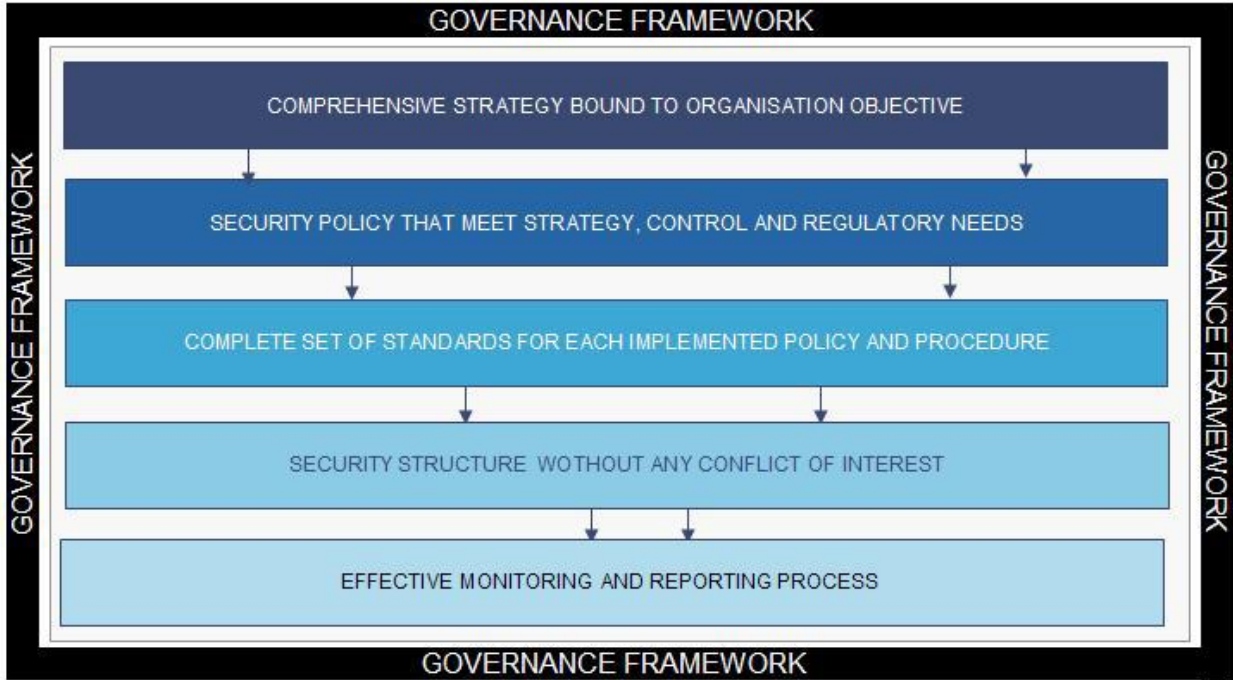 GOVERNANCE FRAMEWORK
GOVERNANCE FRAMEWORK
COMPREHENSIVE STRATEGY BOUND TO ORGANISATION OBJECTIVE
SECURITY POLICY THAT MEET STRATEGY, CONTROL AND REGULATORY NEEDS
COMPLETE SET OF STANDARDS FOR EACH IMPLEMENTED POLICY AND PROCEDURE
SECURITY STRUCTURE WOTHOUT ANY CONFLICT OF INTEREST
EFFECTIVE MONITORING AND REPORTING PROCESS
GOVERNANCE FRAMEWORK
GOVERNANCE FRAMEWORK